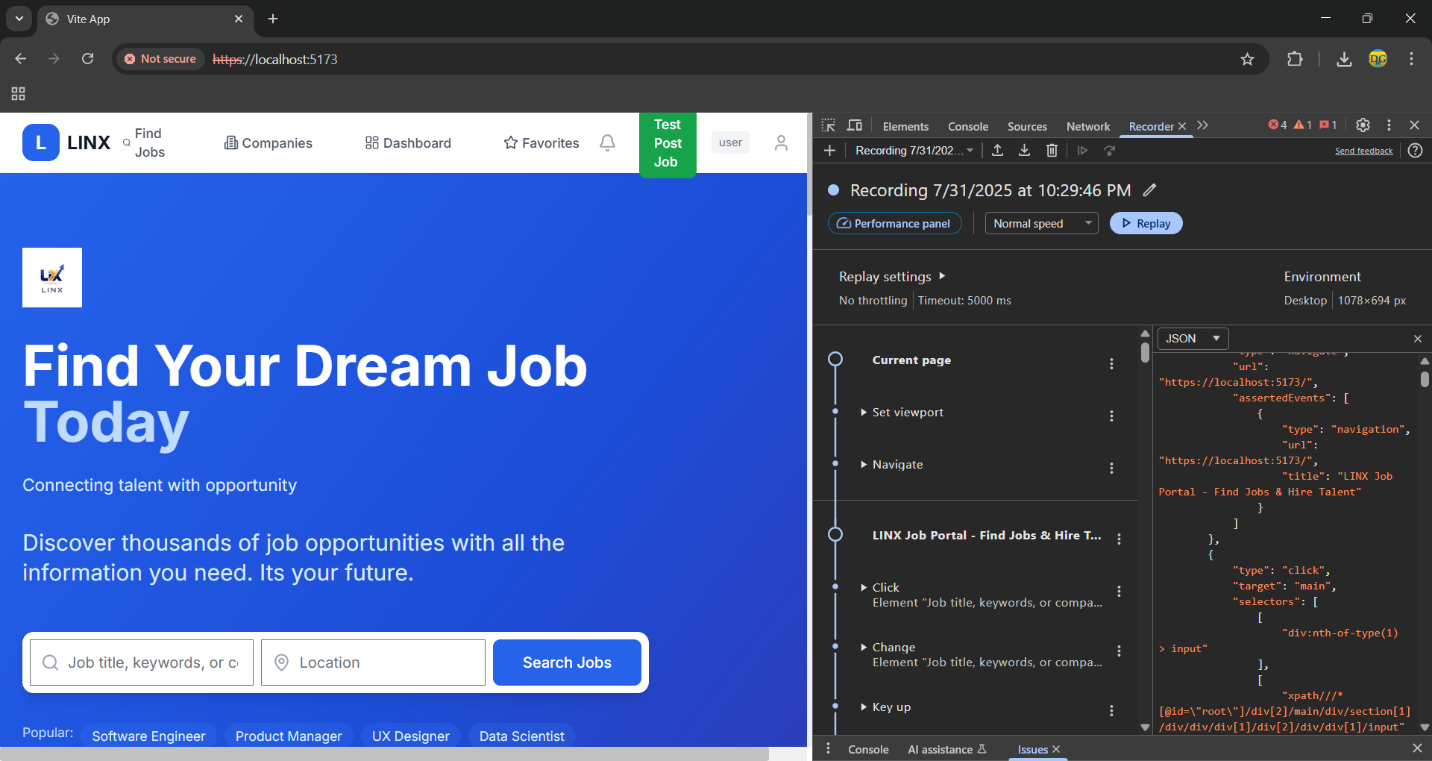 Vite App
Not secure
https://localhost:5173
DG
L
LINX
Find
Jobs
Companies
Dashboard
Favorites
Test
Post
Job
user
LIX
LINX
Find Your Dream Job
Today
Connecting talent with opportunity
Discover thousands of job opportunities with all the
information you need. Its your future.
Job title, keywords, or c
Location
Search Jobs
Popular:
Software Engineer
Product Manager
UX Designer
Data Scientist
Elements
Console
Sources
Network
Recorder
4
1
1
Recording 7/31/202...
Send feedback
Recording 7/31/2025 at 10:29:46 PM
Performance panel
Normal speed
Replay
Replay settings
No throttling
Timeout: 5000 ms
Environment
Desktop
1078×694 px
Current page
Set viewport
Navigate
LINX Job Portal - Find Jobs & Hire T...
Click
Element "Job title, keywords, or compa...
Change
Element "Job title, keywords, or compa...
Key up
JSON
"type": "navigate",
"url":
"https://localhost:5173/",
"assertedEvents": [
{
"type": "navigation",
"url":
"https://localhost:5173/",
"title": "LINX Job
Portal - Find Jobs & Hire Talent"
}
]
},
{
"type": "click",
"target": "main",
"selectors": [
[
"div:nth-of-type(1)
> input"
],
[
"xpath///*
[@id=\"root\"]/div[2]/main/div/section[1]
/div/div/div[1]/div[2]/div/div[1]/input"
Console
AI assistance
Issues